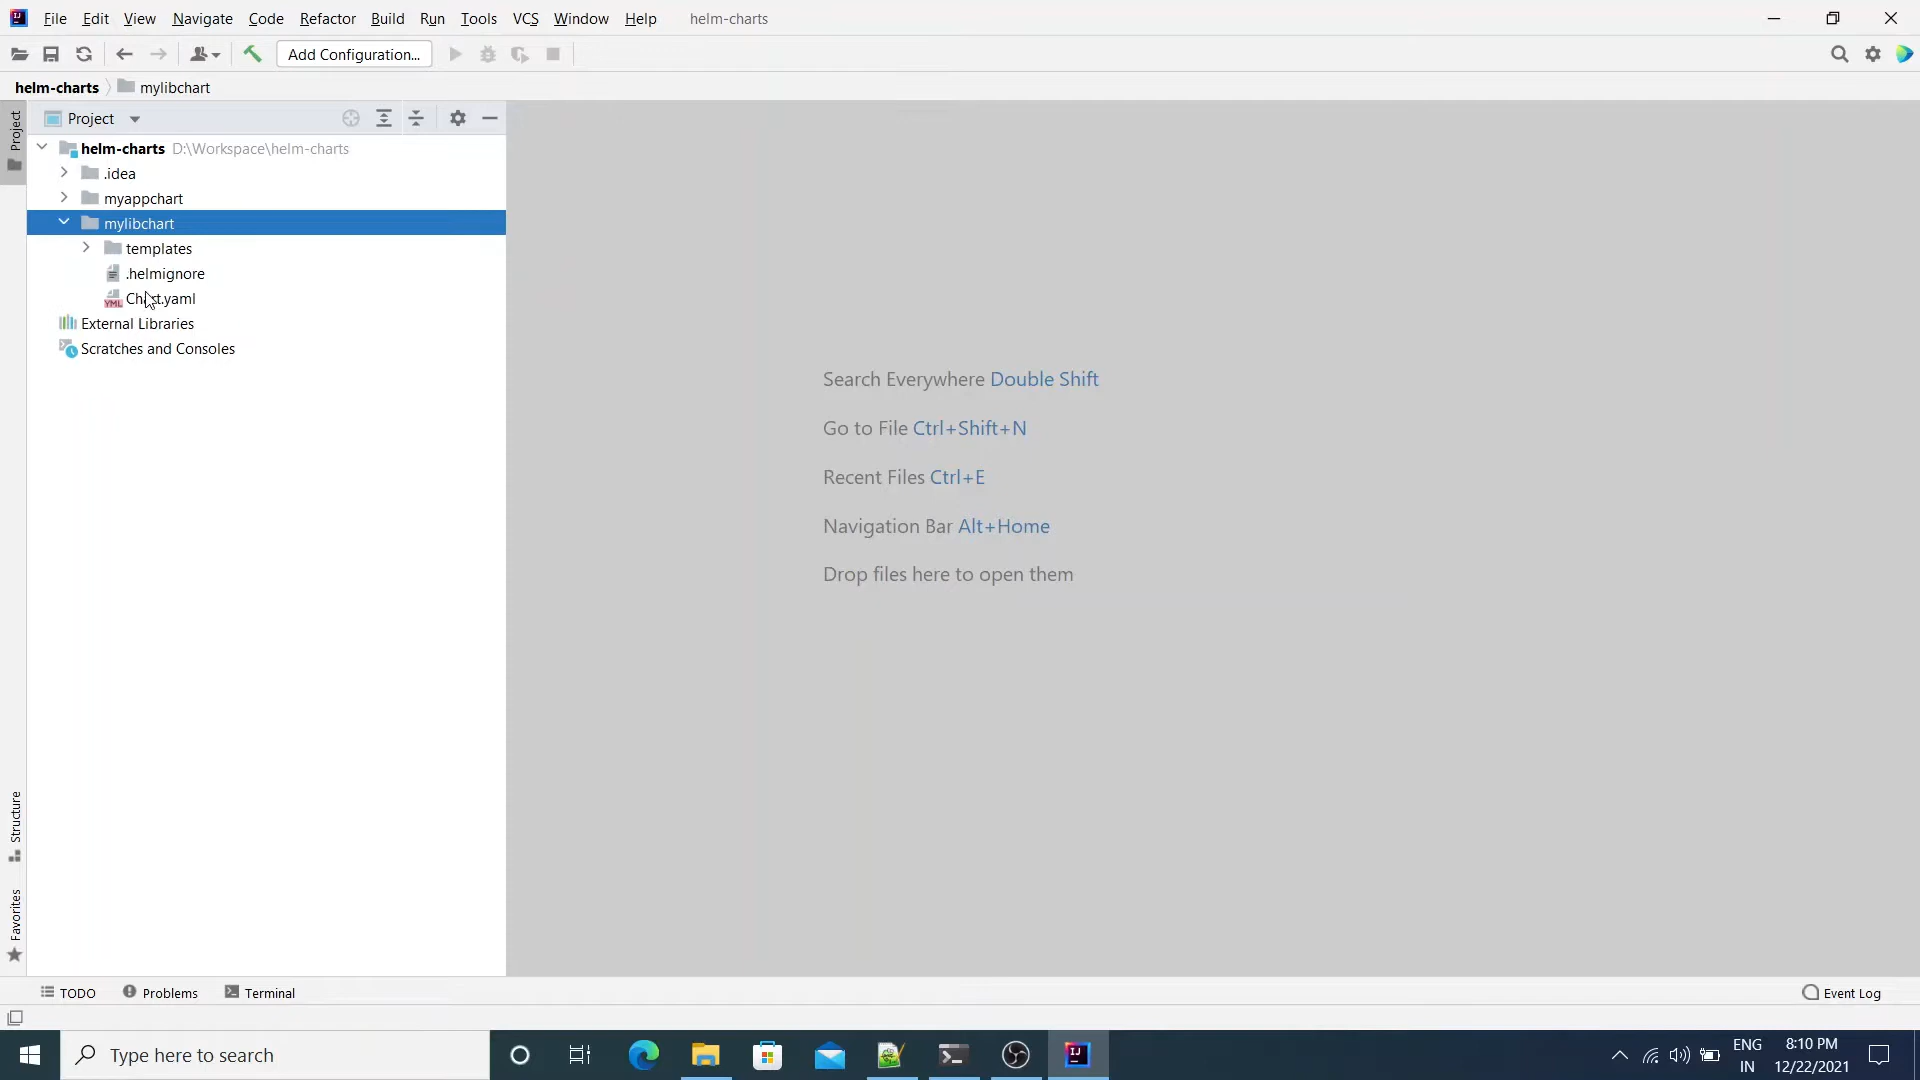 File Edit View Navigate Code Refactor Build Run Tools VCS Window Help helm-charts
Add Configuration...
helm-charts mylibchart
Project
Project
helm-charts D:\Workspace\helm-charts
.idea
myappchart
mylibchart
templates
.helmignore
Chart.yaml
External Libraries
Scratches and Consoles
Search Everywhere Double Shift
Go to File Ctrl+Shift+N
Recent Files Ctrl+E
Navigation Bar Alt+Home
Drop files here to open them
Structure
Favorites
TODO Problems Terminal Event Log
Type here to search
ENG
IN
8:10 PM
12/22/2021